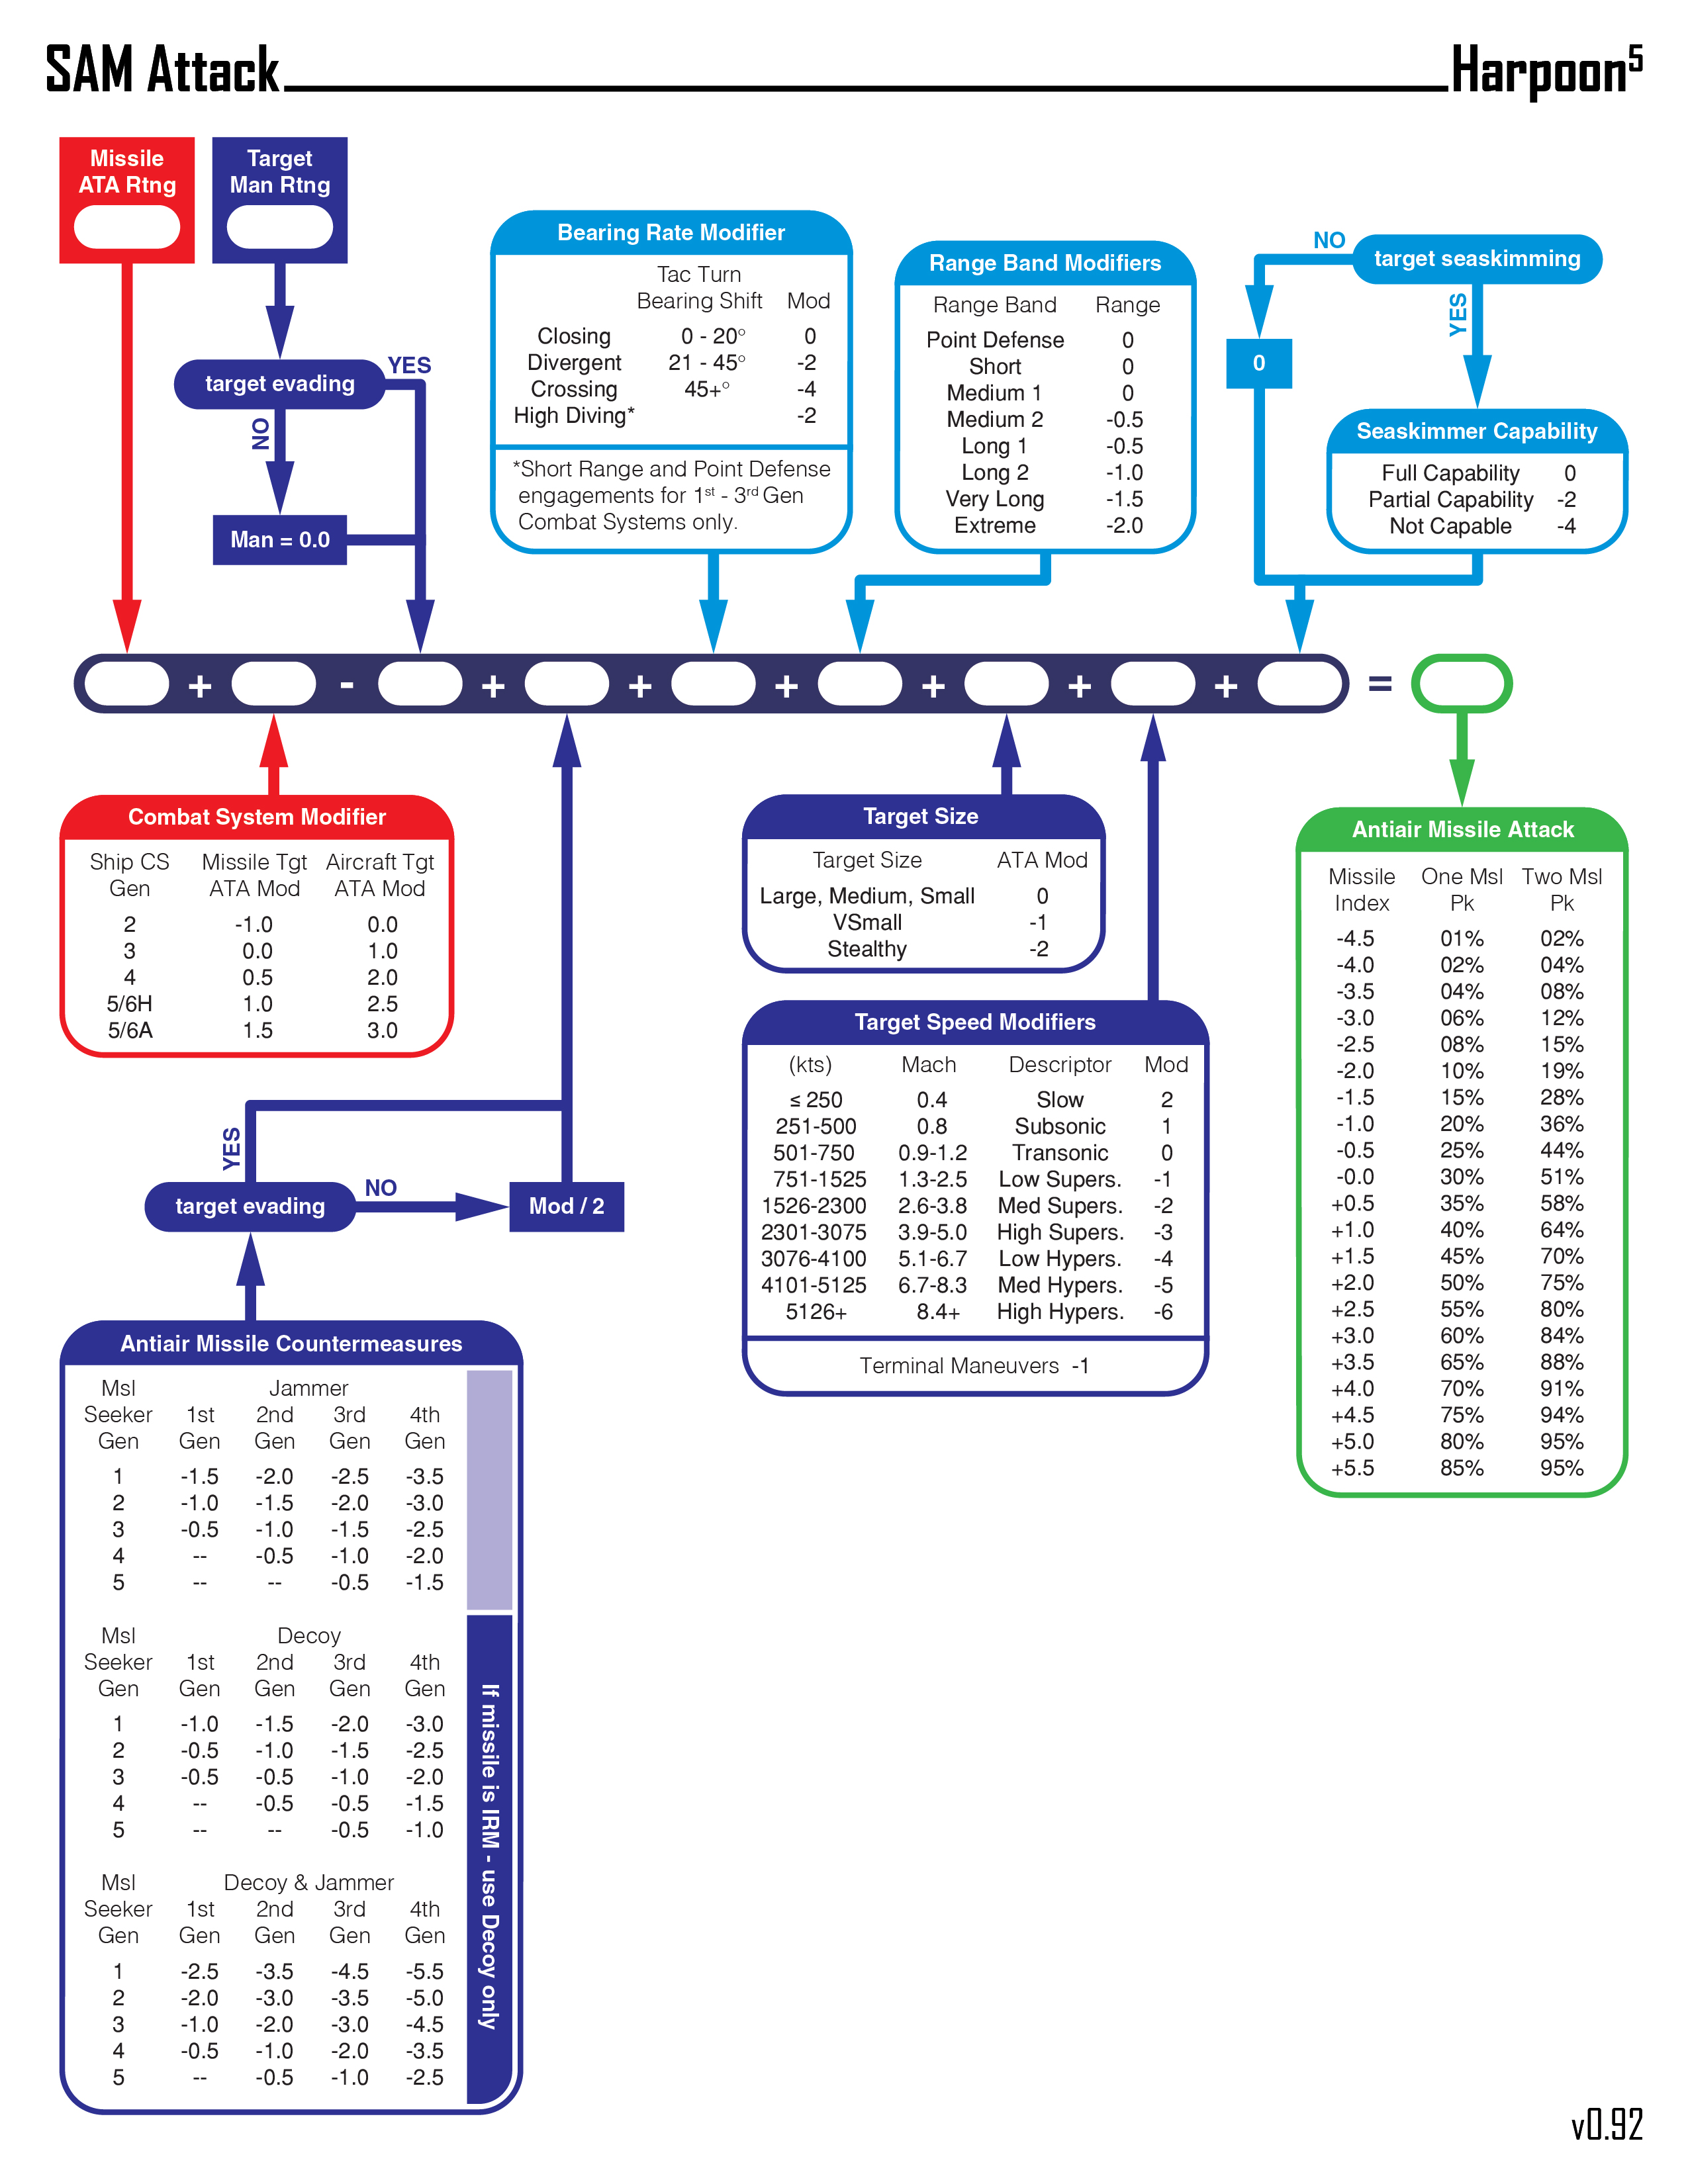 SAM Attack
Harpoon5
Missile
ATA Rtng
Target
Man Rtng
target evading
YES
NO
Man = 0.0
Bearing Rate Modifier
Tac Turn
Bearing Shift Mod
Closing 0 - 20° 0
Divergent 21 - 45° -2
Crossing 45+° -4
High Diving* -2
*Short Range and Point Defense
engagements for 1st - 3rd Gen
Combat Systems only.
Range Band Modifiers
Range Band Range
Point Defense 0
Short 0
Medium 1 0
Medium 2 -0.5
Long 1 -0.5
Long 2 -1.0
Very Long -1.5
Extreme -2.0
target seaskimming
NO
YES
0
Seaskimmer Capability
Full Capability 0
Partial Capability -2
Not Capable -4
+ - + + + + + + =
Combat System Modifier
Ship CS Missile Tgt Aircraft Tgt
Gen ATA Mod ATA Mod
2 -1.0 0.0
3 0.0 1.0
4 0.5 2.0
5/6H 1.0 2.5
5/6A 1.5 3.0
YES
target evading
NO
Mod / 2
Antiair Missile Countermeasures
Msl Jammer
Seeker 1st 2nd 3rd 4th
Gen Gen Gen Gen Gen
1 -1.5 -2.0 -2.5 -3.5
2 -1.0 -1.5 -2.0 -3.0
3 -0.5 -1.0 -1.5 -2.5
4 -- -0.5 -1.0 -2.0
5 -- -- -0.5 -1.5
Msl Decoy
Seeker 1st 2nd 3rd 4th
Gen Gen Gen Gen Gen
1 -1.0 -1.5 -2.0 -3.0
2 -0.5 -1.0 -1.5 -2.5
3 -0.5 -0.5 -1.0 -2.0
4 -- -0.5 -0.5 -1.5
5 -- -- -0.5 -1.0
Msl Decoy & Jammer
Seeker 1st 2nd 3rd 4th
Gen Gen Gen Gen Gen
1 -2.5 -3.5 -4.5 -5.5
2 -2.0 -3.0 -3.5 -5.0
3 -1.0 -2.0 -3.0 -4.5
4 -0.5 -1.0 -2.0 -3.5
5 -- -0.5 -1.0 -2.5
If missile is IRM - use Decoy only
Target Size
Target Size ATA Mod
Large, Medium, Small 0
VSmall -1
Stealthy -2
Target Speed Modifiers
(kts) Mach Descriptor Mod
≤ 250 0.4 Slow 2
251-500 0.8 Subsonic 1
501-750 0.9-1.2 Transonic 0
751-1525 1.3-2.5 Low Supers. -1
1526-2300 2.6-3.8 Med Supers. -2
2301-3075 3.9-5.0 High Supers. -3
3076-4100 5.1-6.7 Low Hypers. -4
4101-5125 6.7-8.3 Med Hypers. -5
5126+ 8.4+ High Hypers. -6
Terminal Maneuvers -1
Antiair Missile Attack
Missile One Msl Two Msl
Index Pk Pk
-4.5 01% 02%
-4.0 02% 04%
-3.5 04% 08%
-3.0 06% 12%
-2.5 08% 15%
-2.0 10% 19%
-1.5 15% 28%
-1.0 20% 36%
-0.5 25% 44%
-0.0 30% 51%
+0.5 35% 58%
+1.0 40% 64%
+1.5 45% 70%
+2.0 50% 75%
+2.5 55% 80%
+3.0 60% 84%
+3.5 65% 88%
+4.0 70% 91%
+4.5 75% 94%
+5.0 80% 95%
+5.5 85% 95%
v0.92